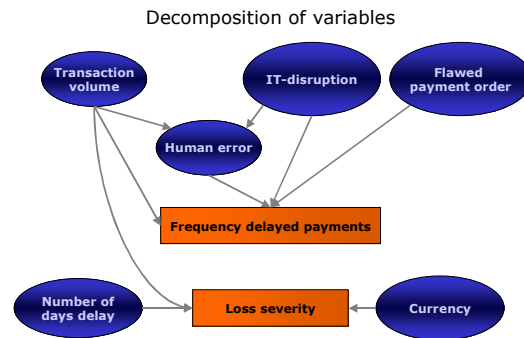 Decomposition of variables
Transaction
volume
IT-disruption
Flawed
payment order
Human error
Frequency delayed payments
Number of
days delay
Loss severity
Currency